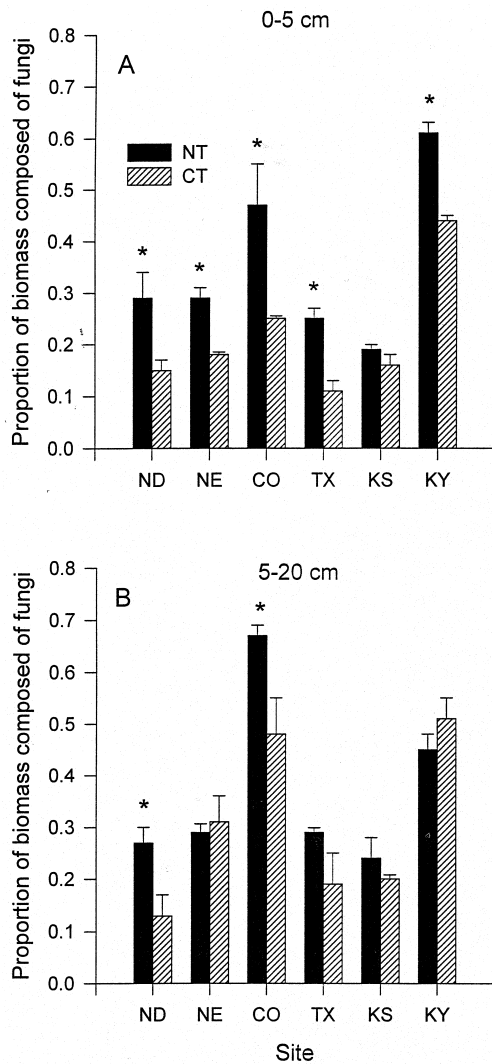 0-5 cm
A
NT
CT
Proportion of biomass composed of fungi
0.8
0.7
0.6
0.5
0.4
0.3
0.2
0.1
0.0
* * * * *
ND NE CO TX KS KY
5-20 cm
B
Proportion of biomass composed of fungi
0.8
0.7
0.6
0.5
0.4
0.3
0.2
0.1
0.0
* *
ND NE CO TX KS KY
Site